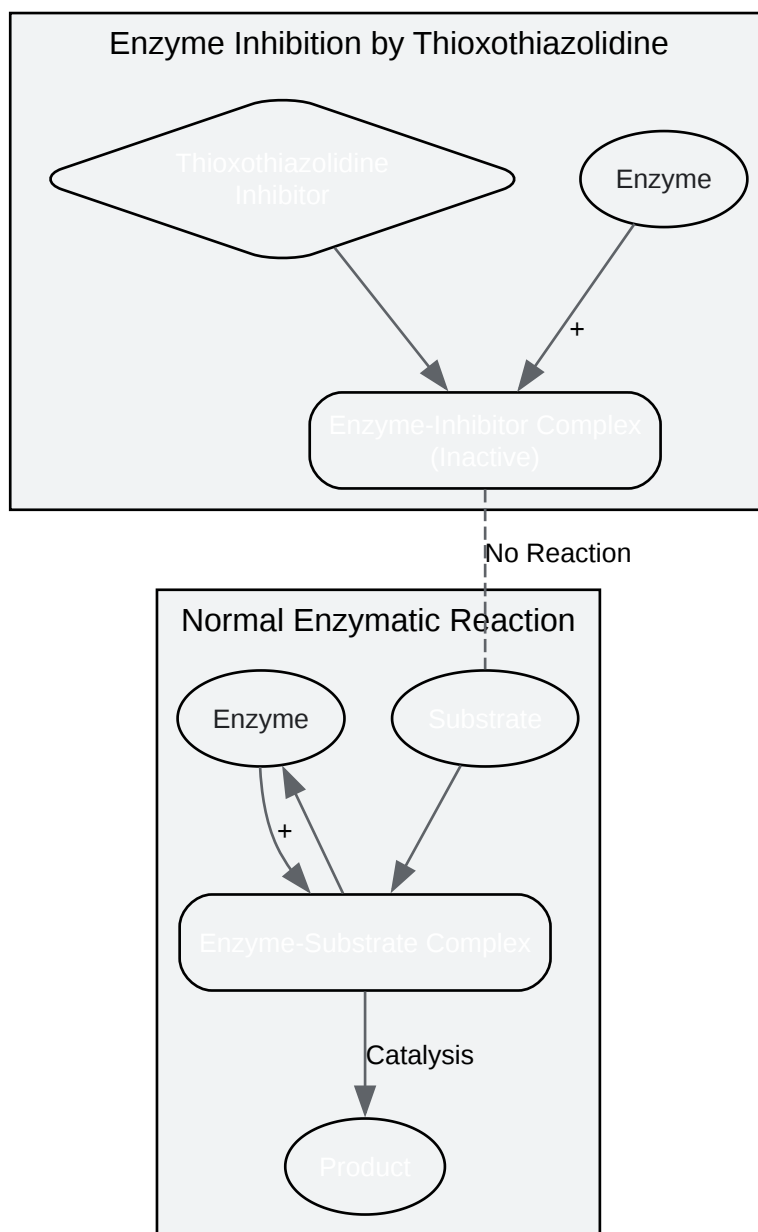 Enzyme Inhibition by Thioxothiazolidine
Thioxothiazolidine
Inhibitor
Enzyme
+
Enzyme-Inhibitor Complex
(Inactive)
No Reaction
Normal Enzymatic Reaction
Enzyme
Substrate
+
Enzyme-Substrate Complex
Catalysis
Product